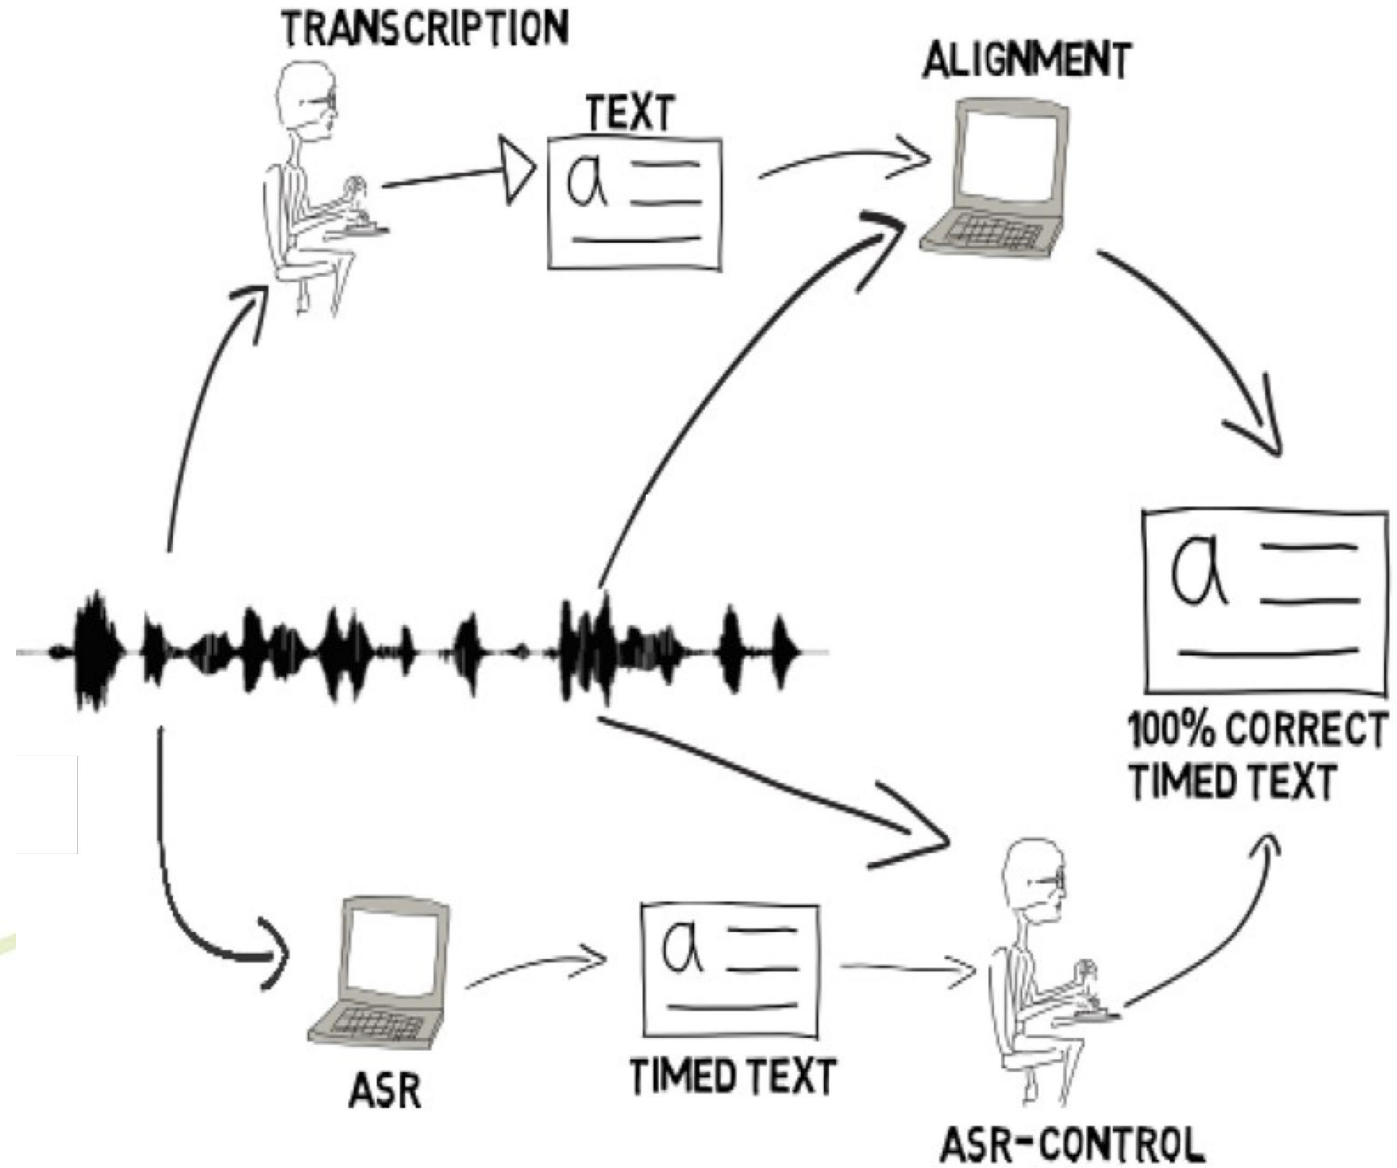 TRANSCRIPTION
ALIGNMENT
TEXT
a
a
100% CORRECT
TIMED TEXT
a
ASR
TIMED TEXT
ASR-CONTROL